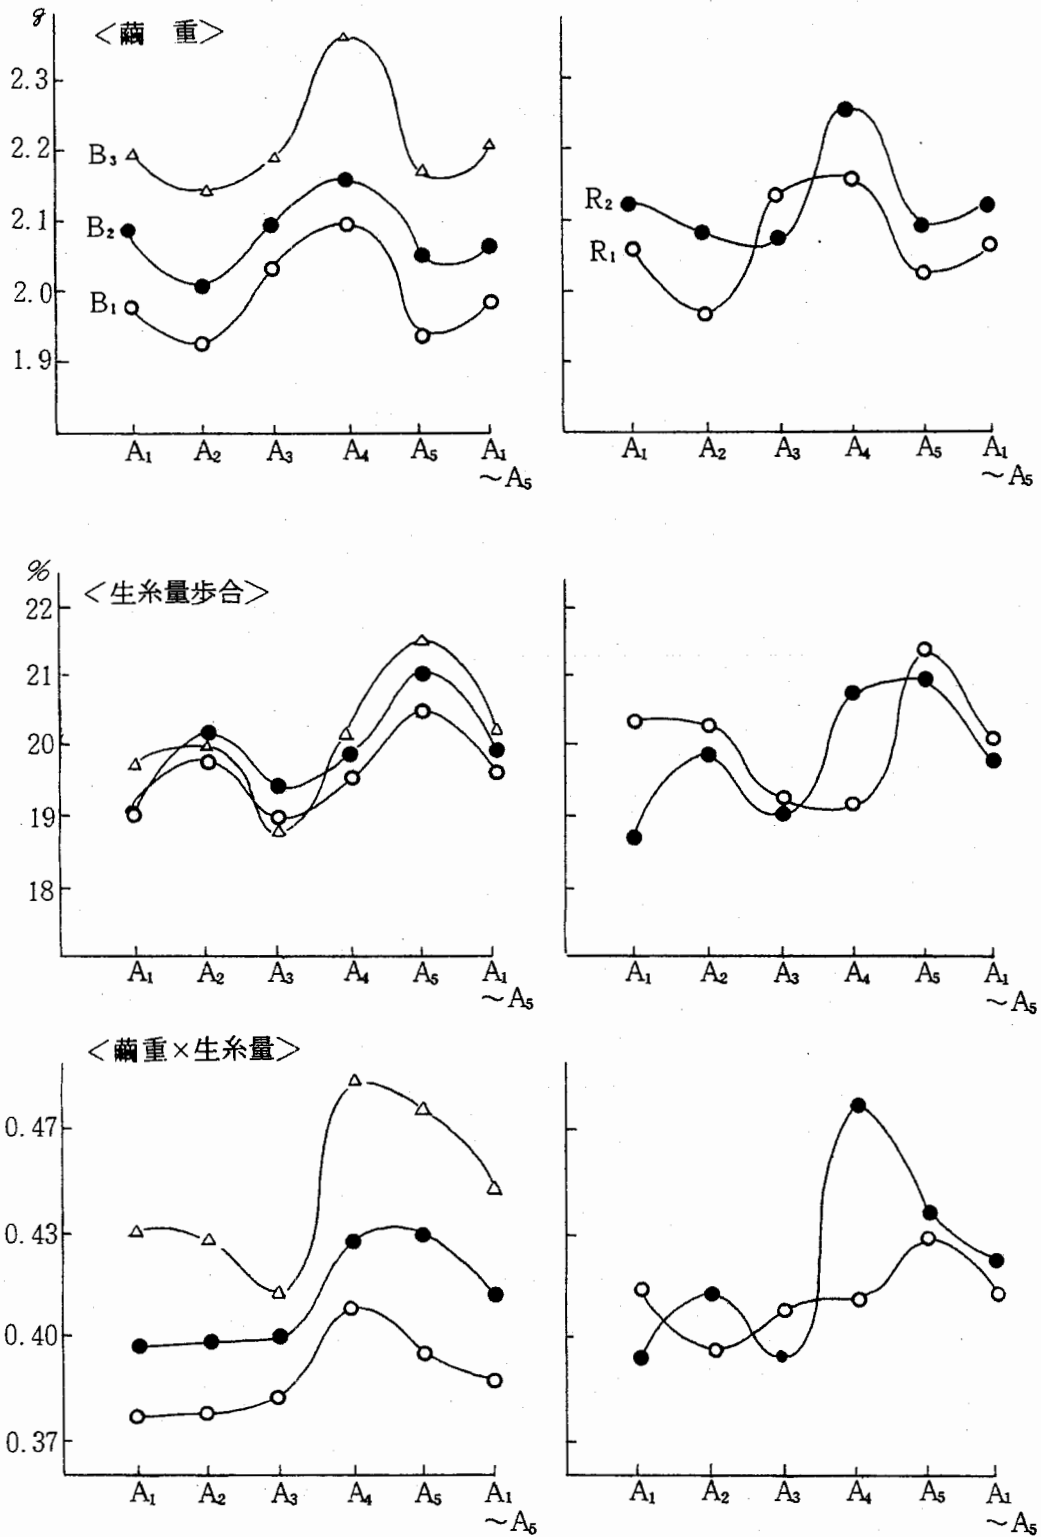 g
<繭 重>
2.3
2.2
2.1
2.0
1.9
B₃
B₂
B₁
R₂
R₁
A₁ A₂ A₃ A₄ A₅ A₁
～A₅
A₁ A₂ A₃ A₄ A₅ A₁
～A₅
%
<生糸量歩合>
22
21
20
19
18
A₁ A₂ A₃ A₄ A₅ A₁
～A₅
A₁ A₂ A₃ A₄ A₅ A₁
～A₅
<繭重×生糸量>
0.47
0.43
0.40
0.37
A₁ A₂ A₃ A₄ A₅ A₁
～A₅
A₁ A₂ A₃ A₄ A₅ A₁
～A₅